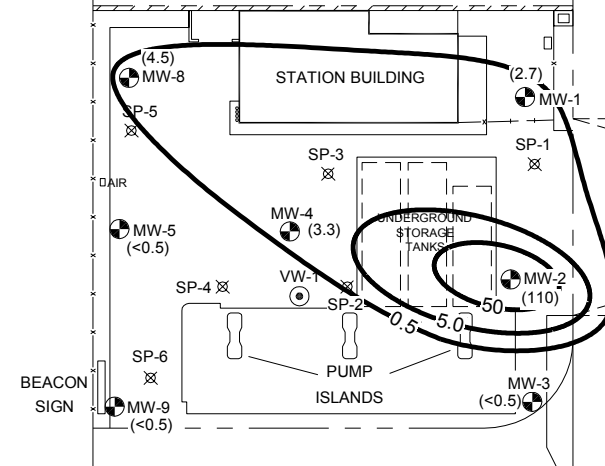 (4.5)
MW-8
STATION BUILDING
(2.7)
MW-1
SP-5
SP-1
SP-3
AIR
MW-5
(<0.5)
MW-4
(3.3)
UNDERGROUND
STORAGE
TANKS
SP-4
VW-1
SP-2
MW-2
(110)
50
5.0
0.5
PUMP
ISLANDS
SP-6
BEACON
SIGN
MW-9
(<0.5)
MW-3
(<0.5)